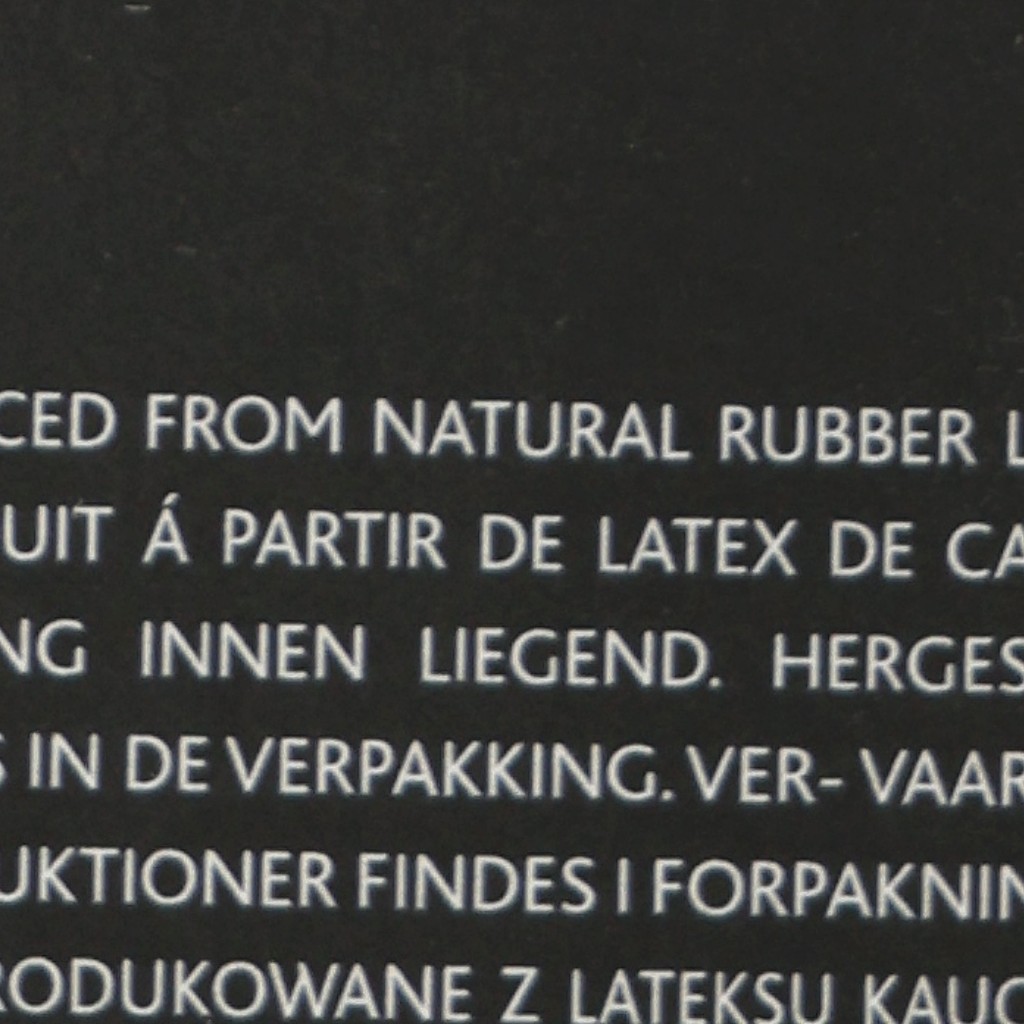 CED FROM NATURAL RUBBER L
UIT Á PARTIR DE LATEX DE CA
NG INNEN LIEGEND. HERGES
S IN DE VERPAKKING. VER- VAAR
UKTIONER FINDES I FORPAKNIN
RODUKOWANE Z LATEKSU KAUC